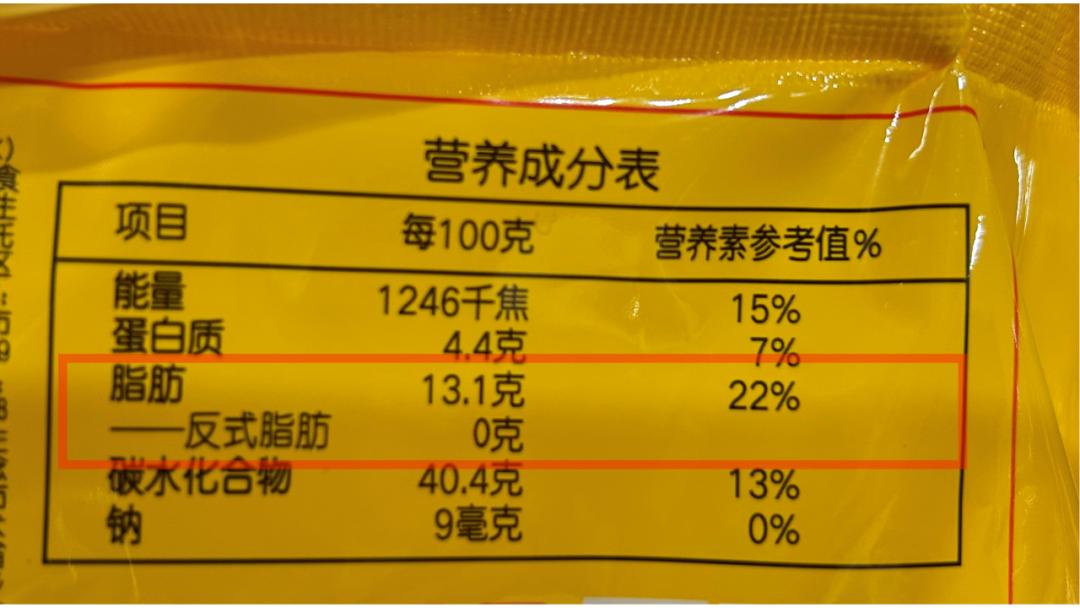 营养成分表
项目 每100克 营养素参考值%
能量 1246千焦 15%
蛋白质 4.4克 7%
脂肪 13.1克 22%
——反式脂肪 0克
碳水化合物 40.4克 13%
钠 9毫克 0%